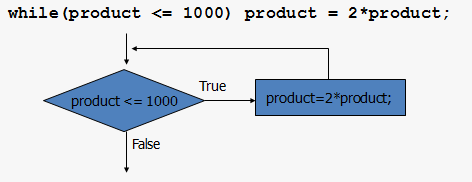 while(product <= 1000) product = 2*product;
True
product <= 1000
product=2*product;
False